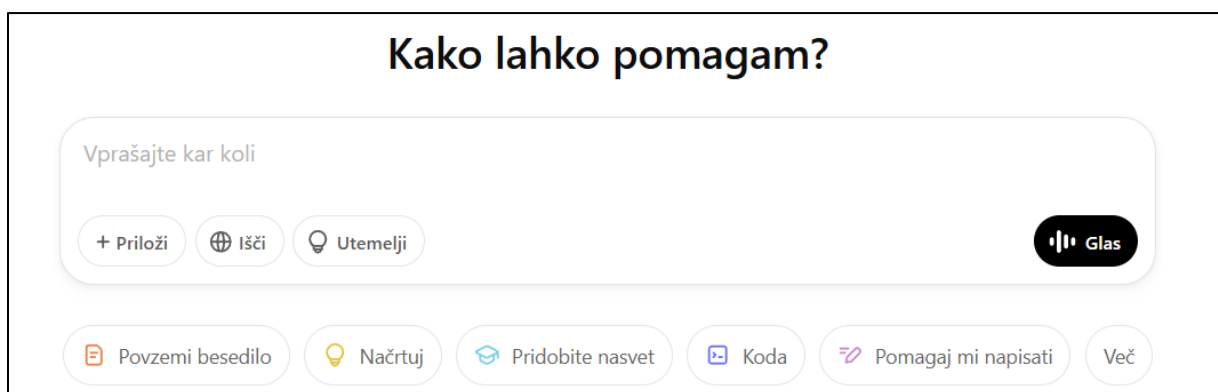 Kako lahko pomagam?
Vprašajte kar koli
+ Priloži Išči Utemelji Glas
Povzemi besedilo Načrtuj Pridobite nasvet Koda Pomagaj mi napisati Več